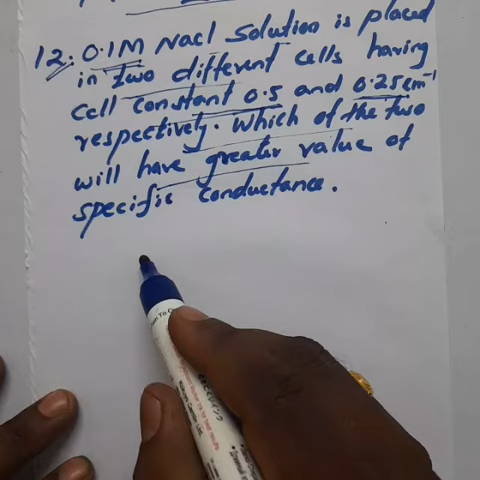 12: 0.1M Nacl Solution is placed
in two different cells having
cell constant 0.5 and 0.25cm⁻¹
respectively. Which of the two
will have greater value of
specific conductance.